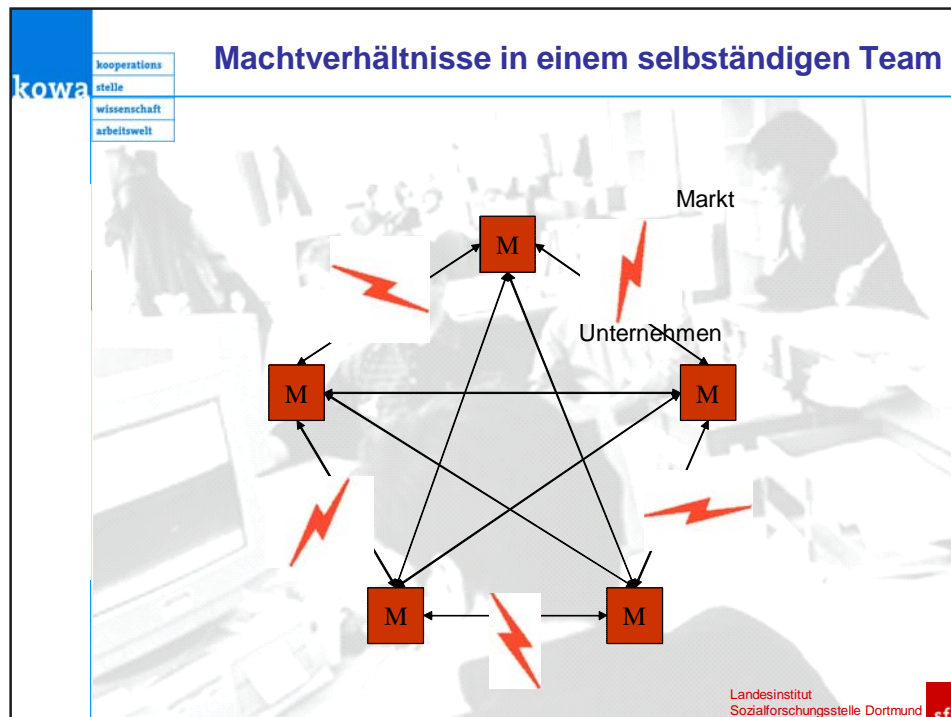 Machtverhältnisse in einem selbständigen Team
kowa
kooperations
stelle
wissenschaft
arbeitswelt
Markt
M
Unternehmen
M
M
M
M
Landesinstitut
Sozialforschungsstelle Dortmund